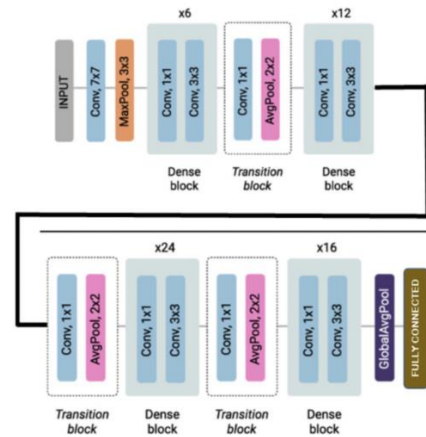 x6
x12
INPUT
Conv, 7x7
MaxPool, 3x3
Conv, 1x1
Conv, 3x3
Conv, 1x1
AvgPool, 2x2
Conv, 1x1
Conv, 3x3
Dense
block
Transition
block
Dense
block
x24
x16
Conv, 1x1
AvgPool, 2x2
Conv, 1x1
Conv, 3x3
Conv, 1x1
AvgPool, 2x2
Conv, 1x1
Conv, 3x3
GlobalAvgPool
FULLY CONNECTED
Transition
block
Dense
block
Transition
block
Dense
block